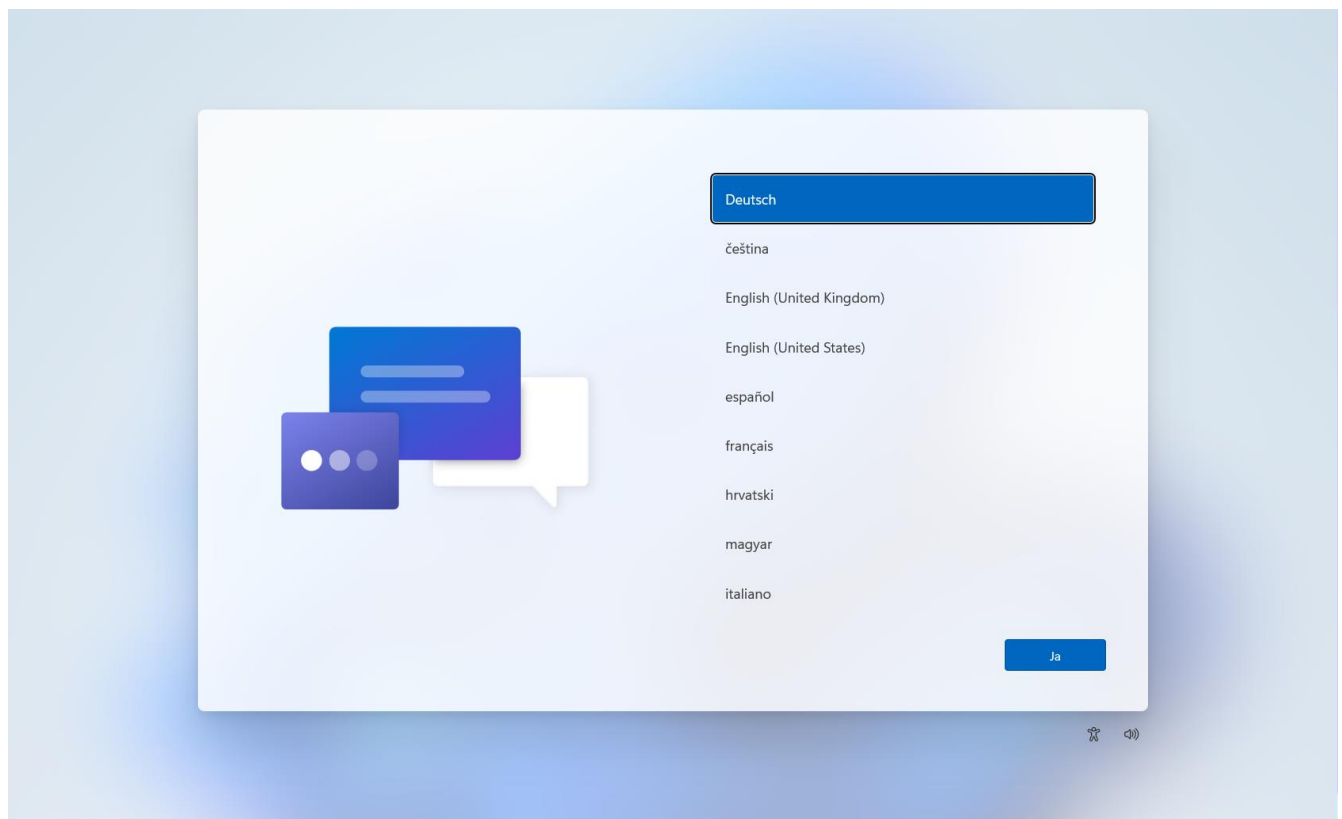 Deutsch
čeština
English (United Kingdom)
English (United States)
español
français
hrvatski
magyar
italiano
Ja